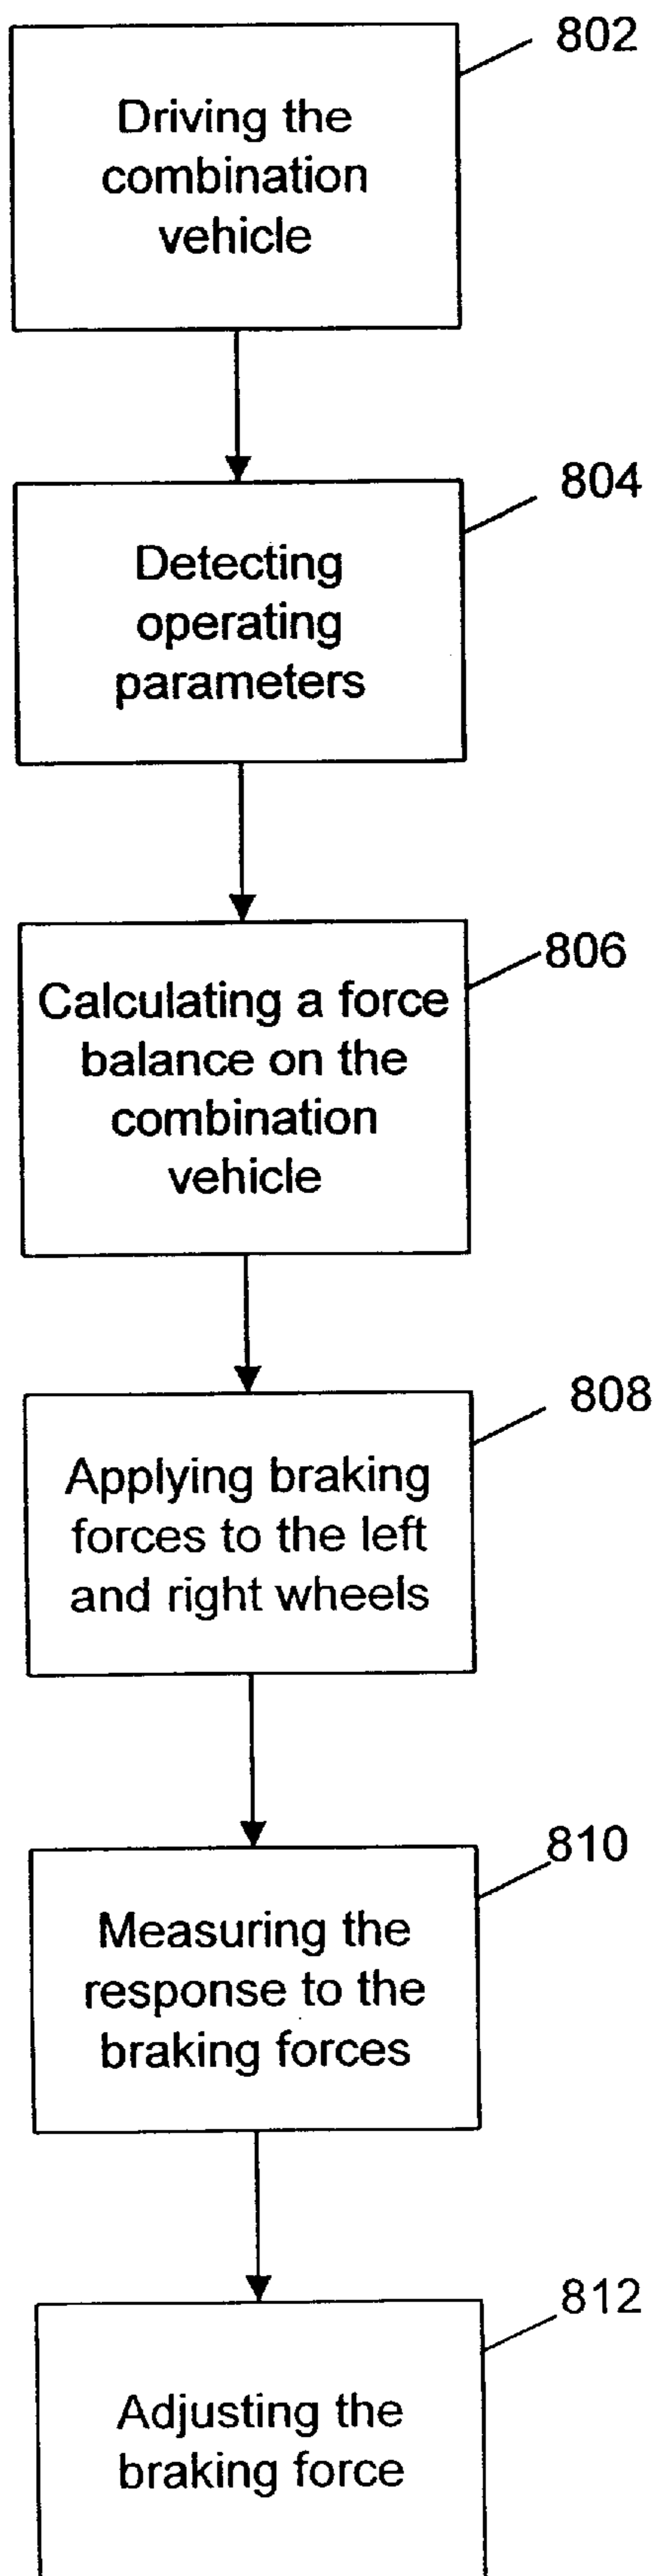 802
Driving the
combination
vehicle
804
Detecting
operating
parameters
806
Calculating a force
balance on the
combination
vehicle
808
Applying braking
forces to the left
and right wheels
810
Measuring the
response to the
braking forces
812
Adjusting the
braking force